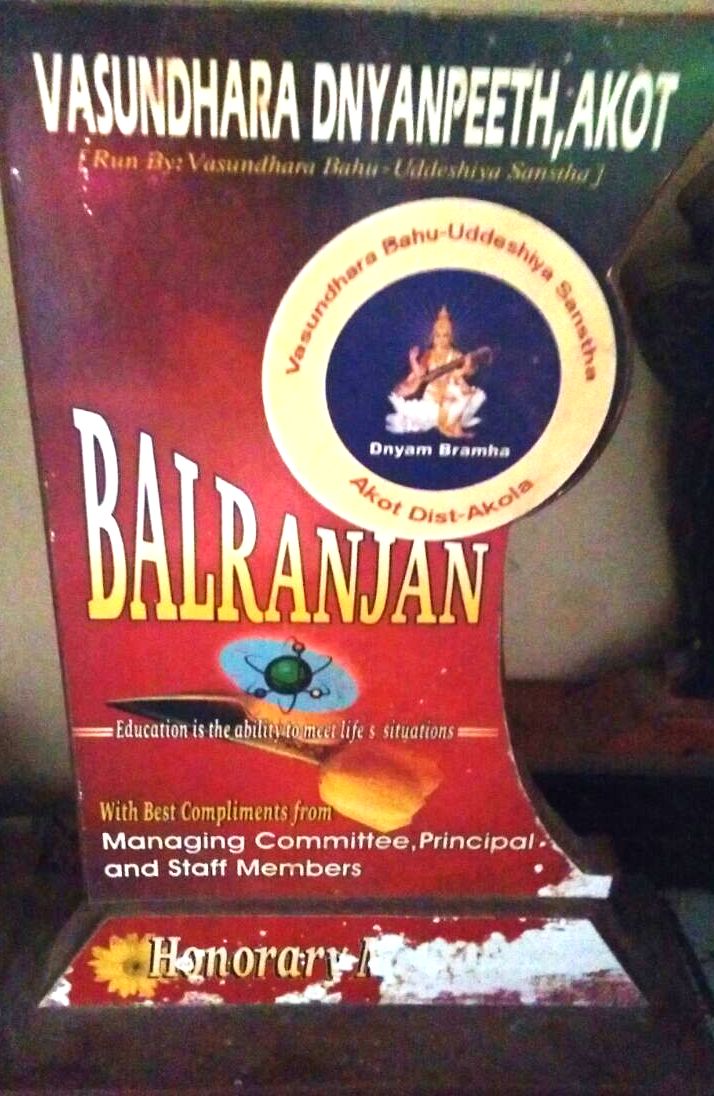 VASUNDHARA DNYANPEETH, AKOT
[Run By: Vasundhara Bahu-Uddeshiya Sanstha]
Vasundhara Bahu-Uddeshiya Sanstha
Dnyam Bramha
Akot Dist-Akola
BALRANJAN
Education is the ability to meet life s situations
With Best Compliments from
Managing Committee, Principal
and Staff Members
Honorary